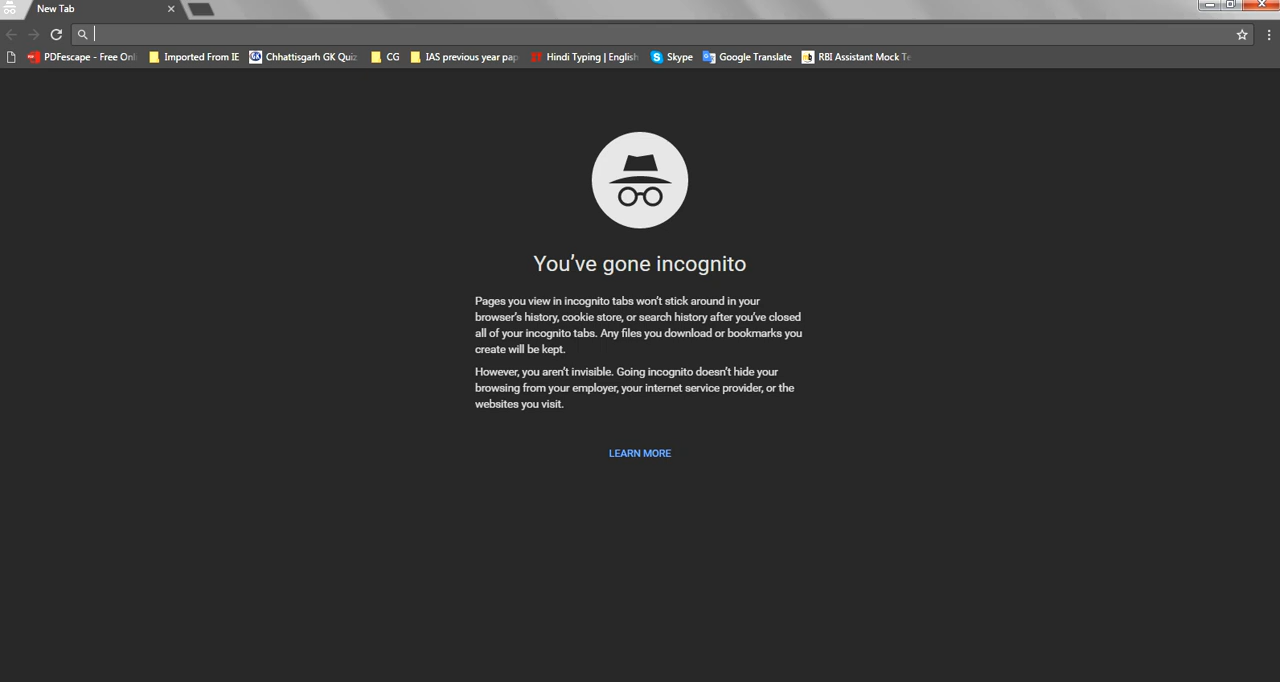 New Tab
PDFescape - Free Onl
Imported From IE
GK
Chhattisgarh GK Quiz
CG
IAS previous year pap
Hindi Typing | English
Skype
Google Translate
RBI Assistant Mock Te
You’ve gone incognito
Pages you view in incognito tabs won’t stick around in your
browser’s history, cookie store, or search history after you’ve closed
all of your incognito tabs. Any files you download or bookmarks you
create will be kept.
However, you aren’t invisible. Going incognito doesn’t hide your
browsing from your employer, your internet service provider, or the
websites you visit.
LEARN MORE